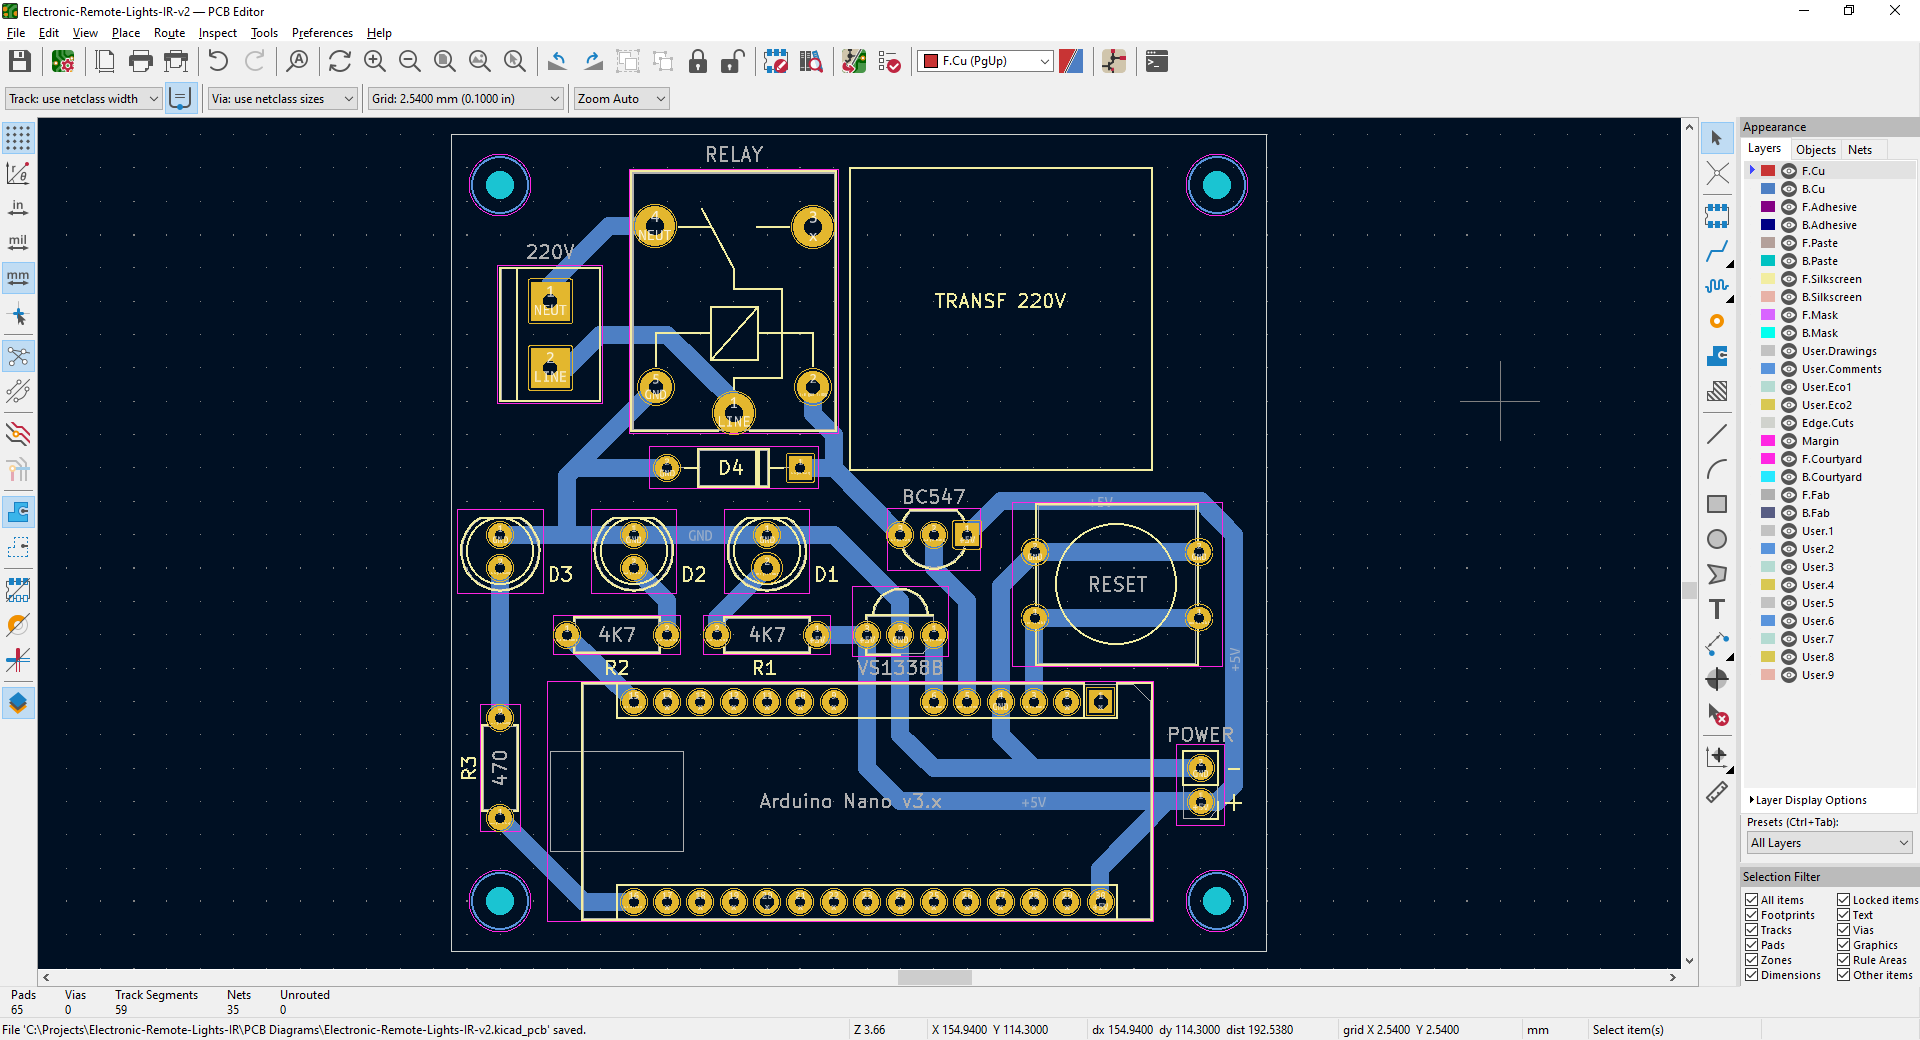 Electronic-Remote-Lights-IR-v2 — PCB Editor
File Edit View Place Route Inspect Tools Preferences Help
F.Cu (PgUp)
Track: use netclass width Via: use netclass sizes Grid: 2.5400 mm (0.1000 in) Zoom Auto
in
mil
mm
RELAY
220V
4
NEUT
3
x
1
NEUT
2
LINE
TRANSF 220V
5
GND
2
1
LINE
D4
BC547
+5V
GND
D3
D2
D1
RESET
4K7
4K7
R2
R1
VS1338B
+5V
POWER
R3
470
Arduino Nano v3.x
+5V
-
+
Appearance
Layers Objects Nets
F.Cu
B.Cu
F.Adhesive
B.Adhesive
F.Paste
B.Paste
F.Silkscreen
B.Silkscreen
F.Mask
B.Mask
User.Drawings
User.Comments
User.Eco1
User.Eco2
Edge.Cuts
Margin
F.Courtyard
B.Courtyard
F.Fab
B.Fab
User.1
User.2
User.3
User.4
User.5
User.6
User.7
User.8
User.9
Layer Display Options
Presets (Ctrl+Tab):
All Layers
Selection Filter
All items Locked items
Footprints Text
Tracks Vias
Pads Graphics
Zones Rule Areas
Dimensions Other items
Pads Vias Track Segments Nets Unrouted
65 0 59 35 0
File 'C:\Projects\Electronic-Remote-Lights-IR\PCB Diagrams\Electronic-Remote-Lights-IR-v2.kicad_pcb' saved.
Z 3.66
X 154.9400 Y 114.3000
dx 154.9400 dy 114.3000 dist 192.5380
grid X 2.5400 Y 2.5400
mm
Select item(s)